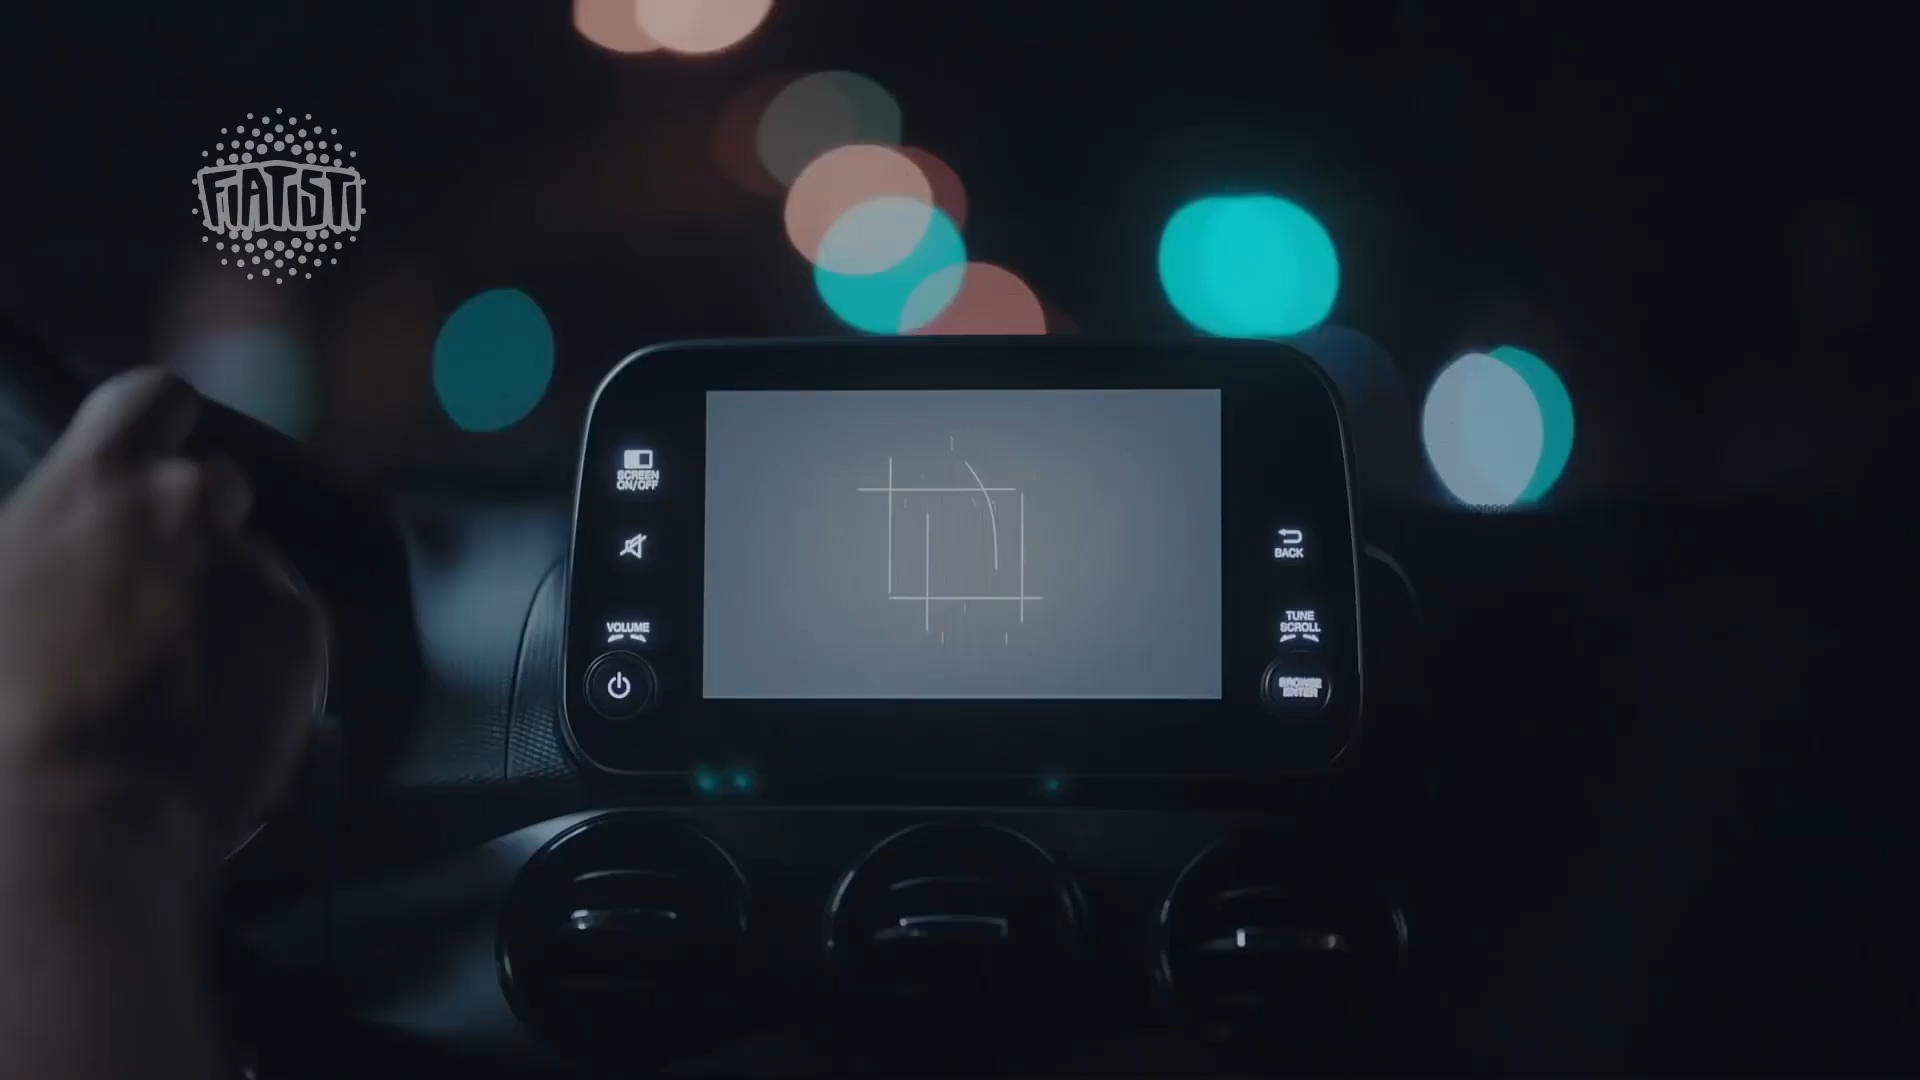 FIATISTI
SCREEN
ON/OFF
BACK
VOLUME
TUNE
SCROLL
BROWSE
ENTER